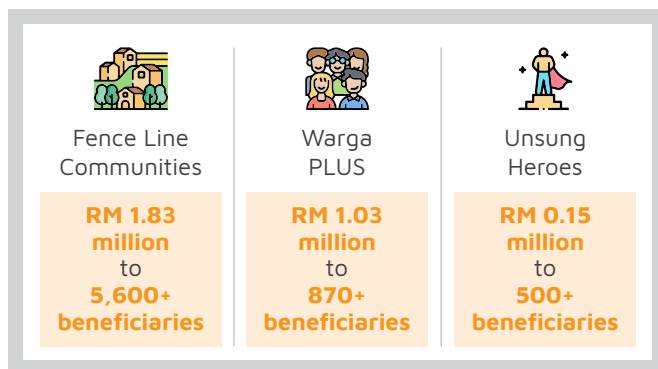 Fence Line
Communities
RM 1.83
million
to
5,600+
beneficiaries
Warga
PLUS
RM 1.03
million
to
870+
beneficiaries
Unsung
Heroes
RM 0.15
million
to
500+
beneficiaries